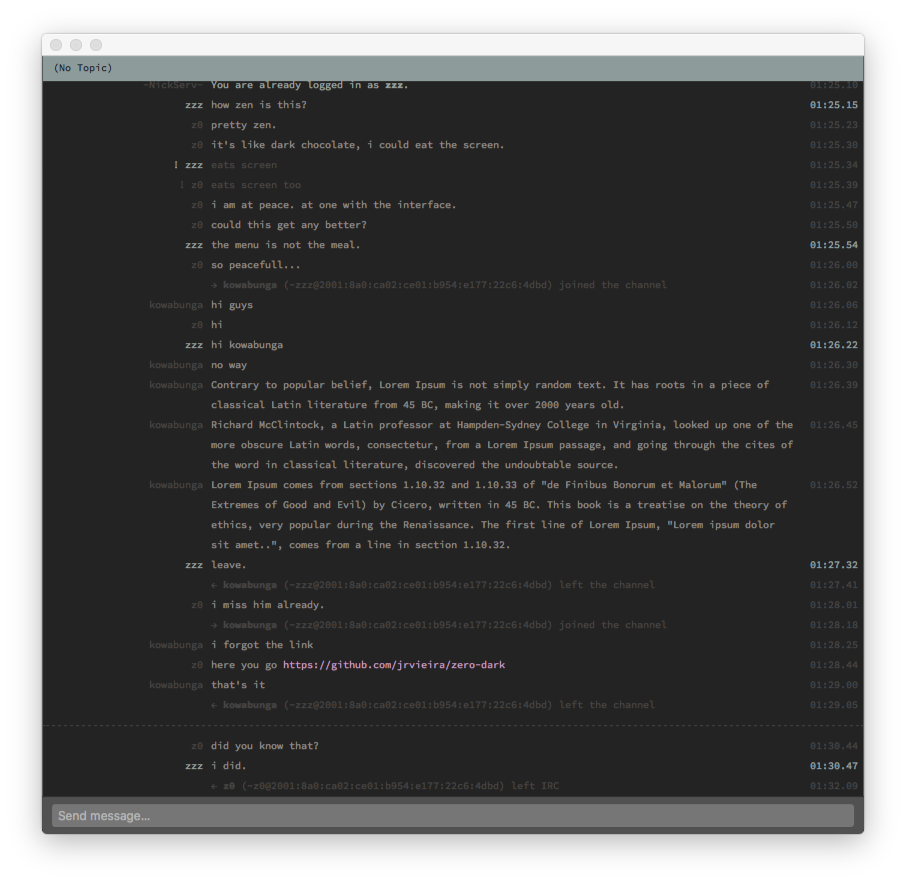 (No Topic)
-NickServ- You are already logged in as zzz. 01:25.10
zzz how zen is this? 01:25.15
z0 pretty zen. 01:25.23
z0 it's like dark chocolate, i could eat the screen. 01:25.30
! zzz eats screen 01:25.34
! z0 eats screen too 01:25.39
z0 i am at peace. at one with the interface. 01:25.47
z0 could this get any better? 01:25.50
zzz the menu is not the meal. 01:25.54
z0 so peacefull... 01:26.00
→ kowabunga (~zzz@2001:8a0:ca02:ce01:b954:e177:22c6:4dbd) joined the channel 01:26.02
kowabunga hi guys 01:26.06
z0 hi 01:26.12
zzz hi kowabunga 01:26.22
kowabunga no way 01:26.30
kowabunga Contrary to popular belief, Lorem Ipsum is not simply random text. It has roots in a piece of 01:26.39
classical Latin literature from 45 BC, making it over 2000 years old.
kowabunga Richard McClintock, a Latin professor at Hampden-Sydney College in Virginia, looked up one of the 01:26.45
more obscure Latin words, consectetur, from a Lorem Ipsum passage, and going through the cites of
the word in classical literature, discovered the undoubtable source.
kowabunga Lorem Ipsum comes from sections 1.10.32 and 1.10.33 of "de Finibus Bonorum et Malorum" (The 01:26.52
Extremes of Good and Evil) by Cicero, written in 45 BC. This book is a treatise on the theory of
ethics, very popular during the Renaissance. The first line of Lorem Ipsum, "Lorem ipsum dolor
sit amet..", comes from a line in section 1.10.32.
zzz leave. 01:27.32
← kowabunga (~zzz@2001:8a0:ca02:ce01:b954:e177:22c6:4dbd) left the channel 01:27.41
z0 i miss him already. 01:28.01
→ kowabunga (~zzz@2001:8a0:ca02:ce01:b954:e177:22c6:4dbd) joined the channel 01:28.18
kowabunga i forgot the link 01:28.25
z0 here you go https://github.com/jrvieira/zero-dark 01:28.44
kowabunga that's it 01:29.00
← kowabunga (~zzz@2001:8a0:ca02:ce01:b954:e177:22c6:4dbd) left the channel 01:29.05
z0 did you know that? 01:30.44
zzz i did. 01:30.47
← z0 (~z0@2001:8a0:ca02:ce01:b954:e177:22c6:4dbd) left IRC 01:32.09
Send message...